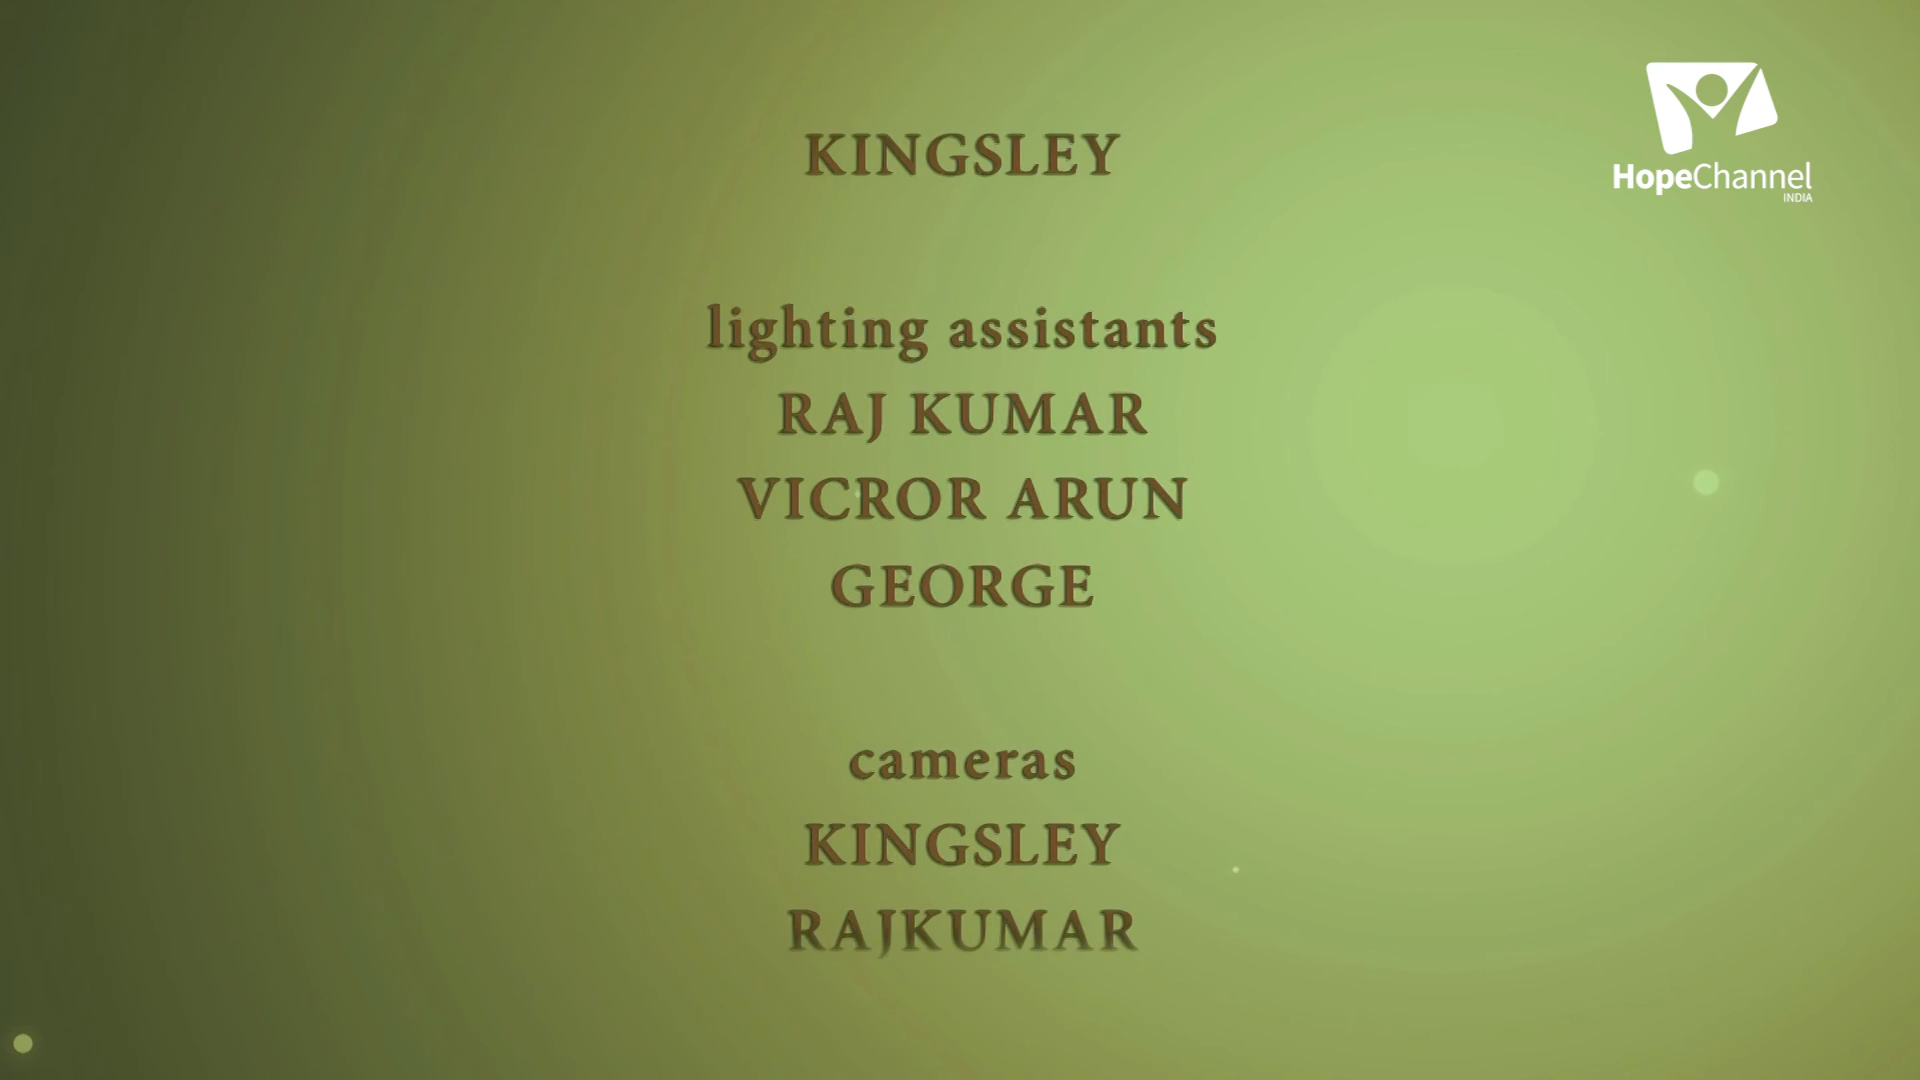 KINGSLEY
HopeChannel
INDIA
lighting assistants
RAJ KUMAR
VICROR ARUN
GEORGE
cameras
KINGSLEY
RAJKUMAR